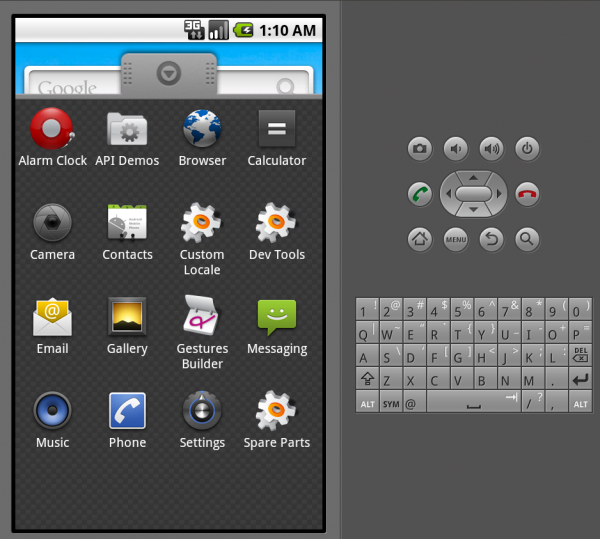 3G 1:10 AM
Google
Alarm Clock API Demos Browser Calculator
Camera Contacts Custom Locale Dev Tools
Email Gallery Gestures Builder Messaging
Music Phone Settings Spare Parts
MENU
1 ! 2 @ 3 # 4 $ 5 % 6 ^ 7 & 8 * 9 ( 0 )
Q | W ~ E " R ` T { Y } U _ I - O + P =
A S \ D ' F [ G ] H < J > K ; L : DEL
Z X C V B N M .
ALT SYM @ / ? , ALT